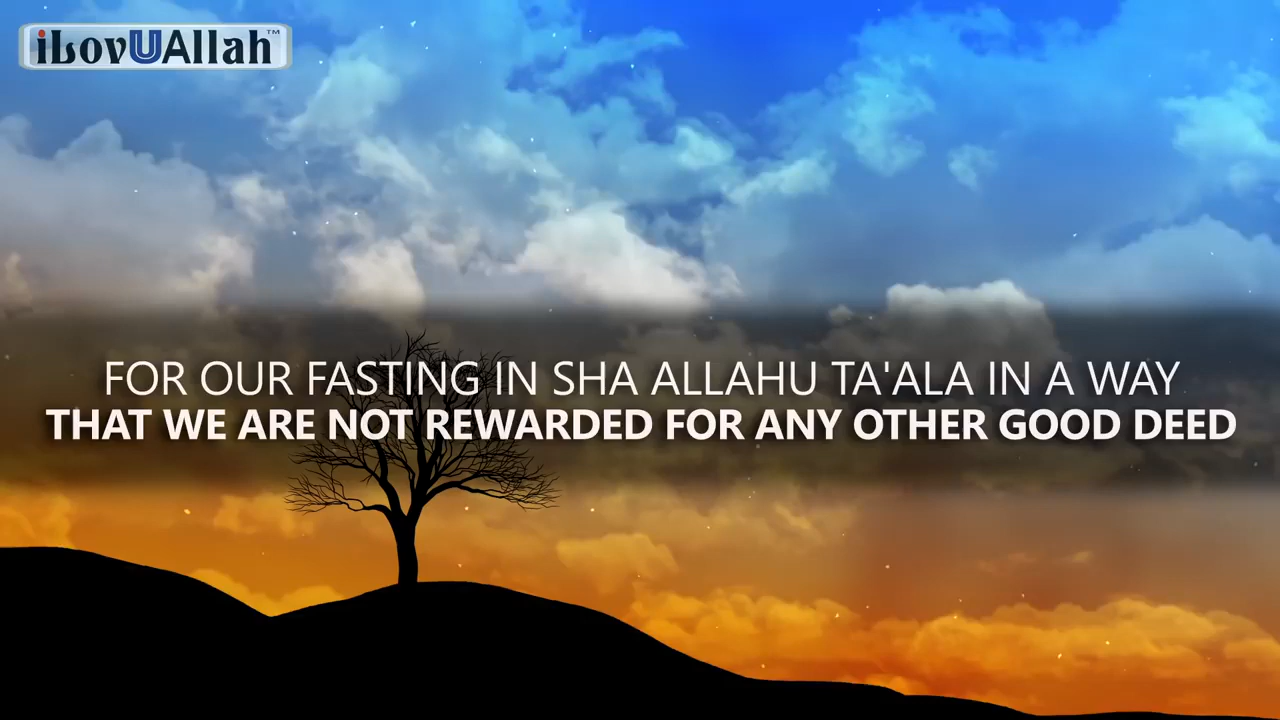 iLovUAllah™
FOR OUR FASTING IN SHA ALLAHU TA'ALA IN A WAY
THAT WE ARE NOT REWARDED FOR ANY OTHER GOOD DEED